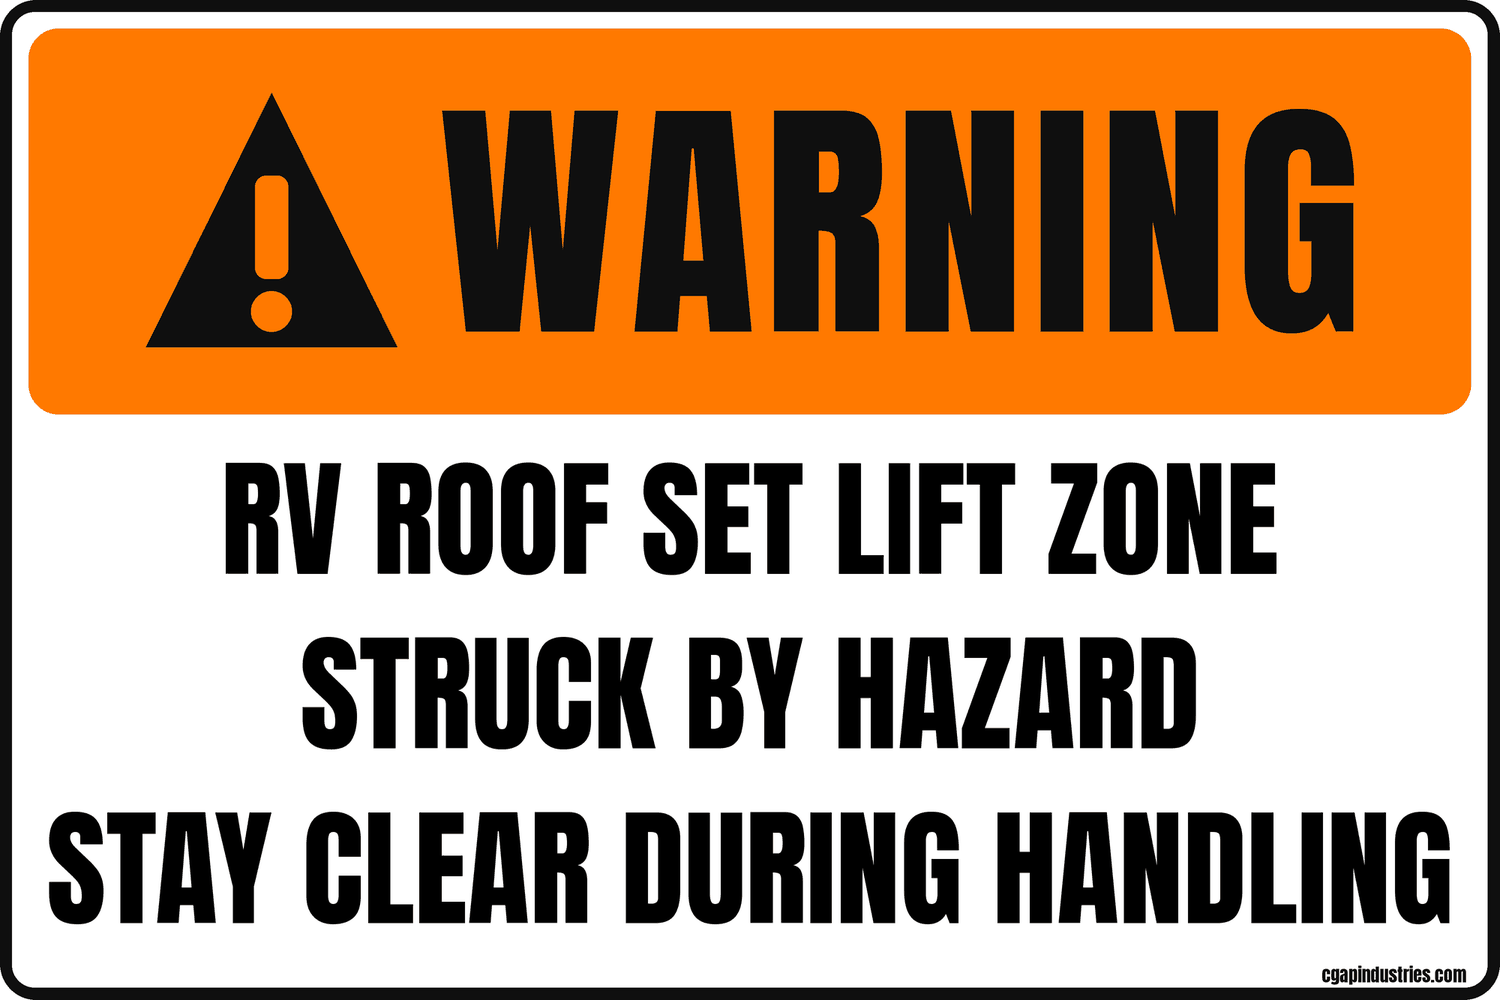 WARNING
RV ROOF SET LIFT ZONE
STRUCK BY HAZARD
STAY CLEAR DURING HANDLING
cgapindustries.com